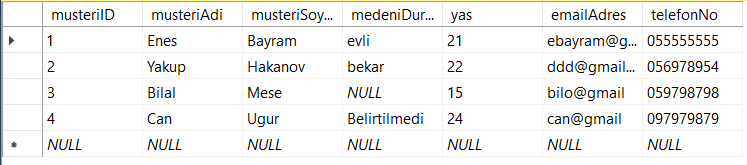 musteriID musteriAdi musteriSoy... medeniDur... yas emailAdres telefonNo
1 Enes Bayram evli 21 ebayram@g... 055555555
2 Yakup Hakanov bekar 22 ddd@gmail... 056978954
3 Bilal Mese NULL 15 bilo@gmail 059798798
4 Can Ugur Belirtilmedi 24 can@gmail 097979879
NULL NULL NULL NULL NULL NULL NULL